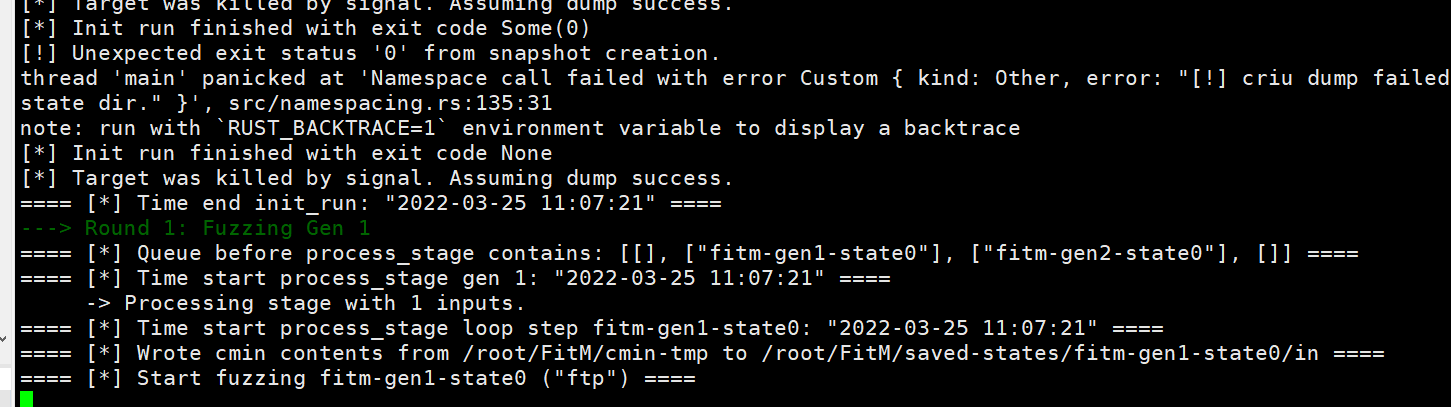 [*] Target was killed by signal. Assuming dump success.
[*] Init run finished with exit code Some(0)
[!] Unexpected exit status '0' from snapshot creation.
thread 'main' panicked at 'Namespace call failed with error Custom { kind: Other, error: "[!] criu dump failed
state dir." }', src/namespacing.rs:135:31
note: run with `RUST_BACKTRACE=1` environment variable to display a backtrace
[*] Init run finished with exit code None
[*] Target was killed by signal. Assuming dump success.
==== [*] Time end init_run: "2022-03-25 11:07:21" ====
---> Round 1: Fuzzing Gen 1
==== [*] Queue before process_stage contains: [[], ["fitm-gen1-state0"], ["fitm-gen2-state0"], []] ====
==== [*] Time start process_stage gen 1: "2022-03-25 11:07:21" ====
-> Processing stage with 1 inputs.
==== [*] Time start process_stage loop step fitm-gen1-state0: "2022-03-25 11:07:21" ====
==== [*] Wrote cmin contents from /root/FitM/cmin-tmp to /root/FitM/saved-states/fitm-gen1-state0/in ====
==== [*] Start fuzzing fitm-gen1-state0 ("ftp") ====